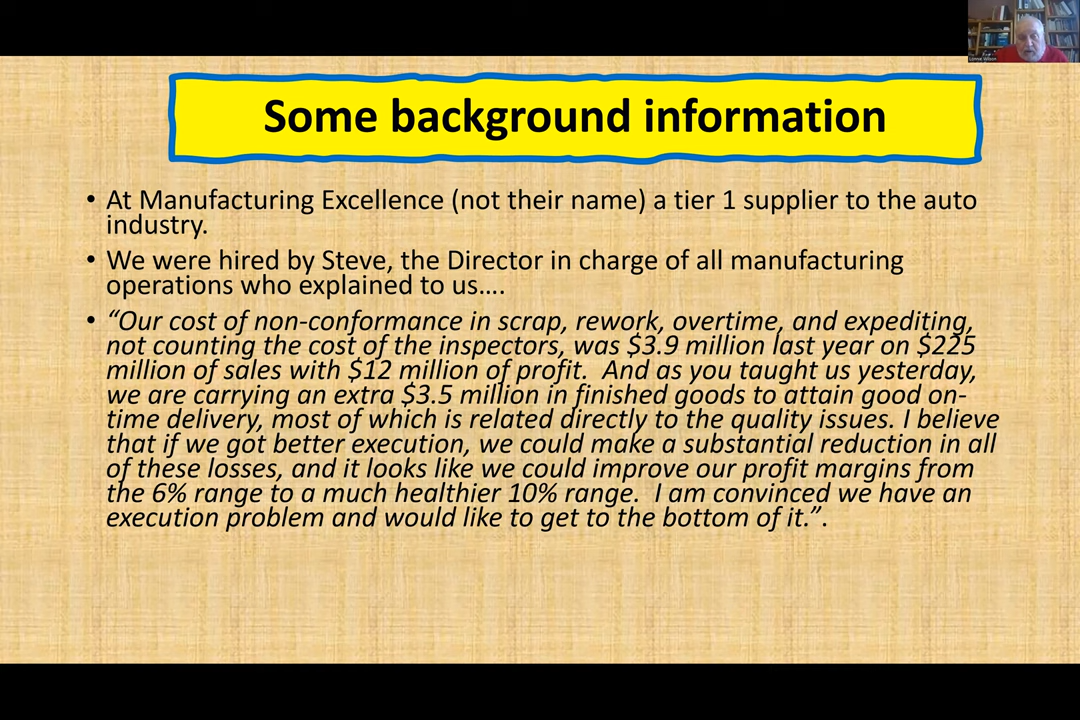 Lonnie Wilson
Some background information
• At Manufacturing Excellence (not their name) a tier 1 supplier to the auto
industry.
• We were hired by Steve, the Director in charge of all manufacturing
operations who explained to us….
• “Our cost of non-conformance in scrap, rework, overtime, and expediting,
not counting the cost of the inspectors, was $3.9 million last year on $225
million of sales with $12 million of profit.  And as you taught us yesterday,
we are carrying an extra $3.5 million in finished goods to attain good on-
time delivery, most of which is related directly to the quality issues. I believe
that if we got better execution, we could make a substantial reduction in all
of these losses, and it looks like we could improve our profit margins from
the 6% range to a much healthier 10% range.  I am convinced we have an
execution problem and would like to get to the bottom of it.”.